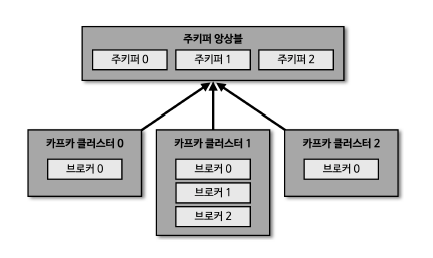 주키퍼 앙상블
주키퍼 0 주키퍼 1 주키퍼 2
카프카 클러스터 0 카프카 클러스터 1 카프카 클러스터 2
브로커 0 브로커 0 브로커 0
브로커 1
브로커 2